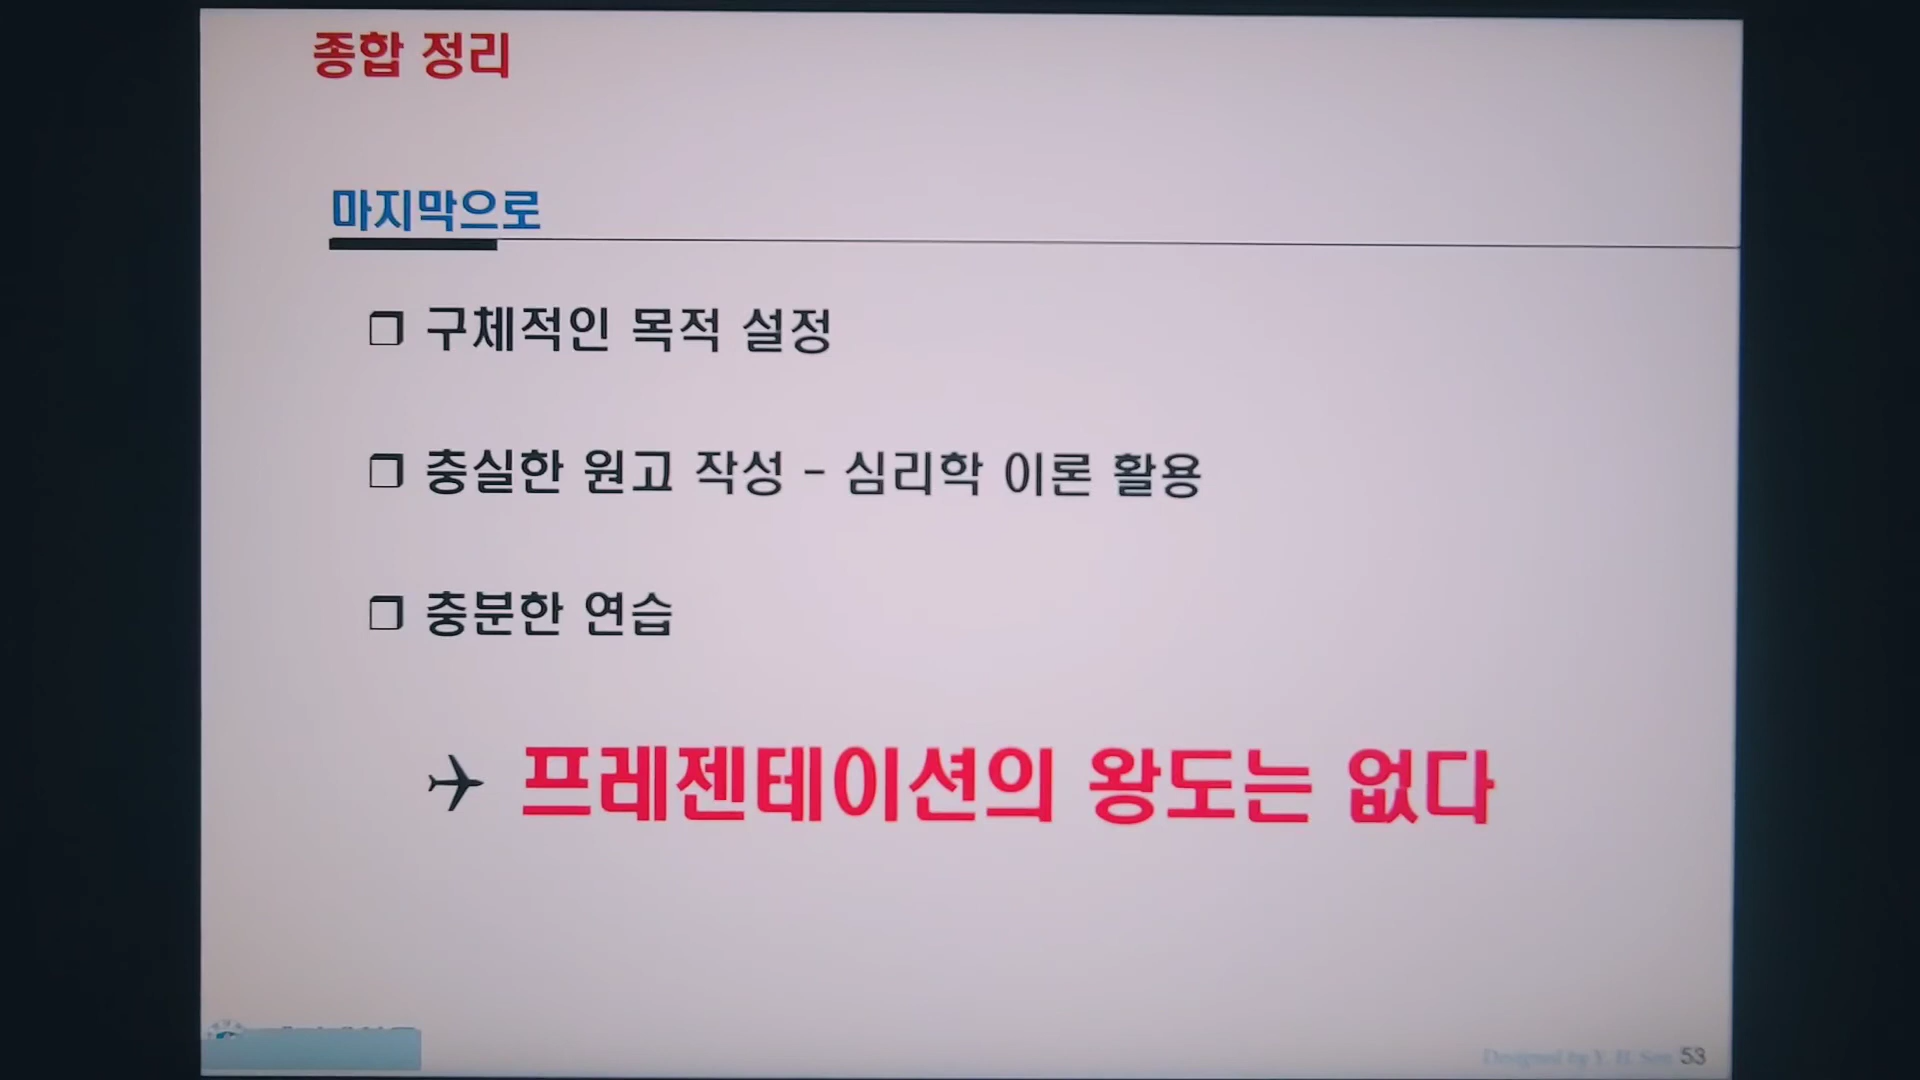 종합 정리
마지막으로
❒ 구체적인 목적 설정
❒ 충실한 원고 작성 - 심리학 이론 활용
❒ 충분한 연습
✈ 프레젠테이션의 왕도는 없다
Designed by Y. H. 53